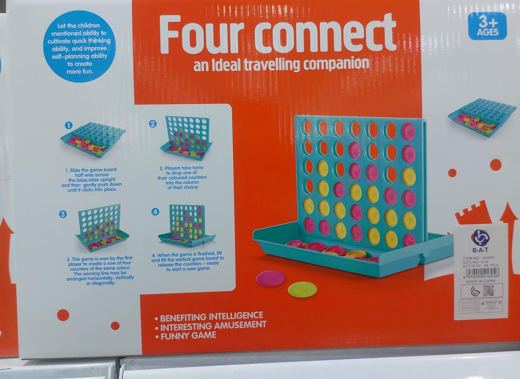 Let the children
mentioned ability to
cultivate quick thinking
ability, and improve
self-planning ability
to create
more fun.
Four connect
an Ideal travelling companion
3+
AGES
1
1. Slide the game board
half way across
the base,raise upright
and then gently push down
until it clicks into place.
2
2. Players take turns
to drop one of
their coloured counters
into the column
of their choice.
3
3. The game is won by the first
player to create a row of four
counters of the same colour.
The winning line may be
arranged horizontally, vertically
or diagonally.
4
4. When the game is finished, lift
and tilt the vertical game board to
release the counters - ready
to start a new game.
• BENEFITING INTELLIGENCE
• INTERESTING AMUSEMENT
• FUNNY GAME
B·A·T
MADE IN CHINA